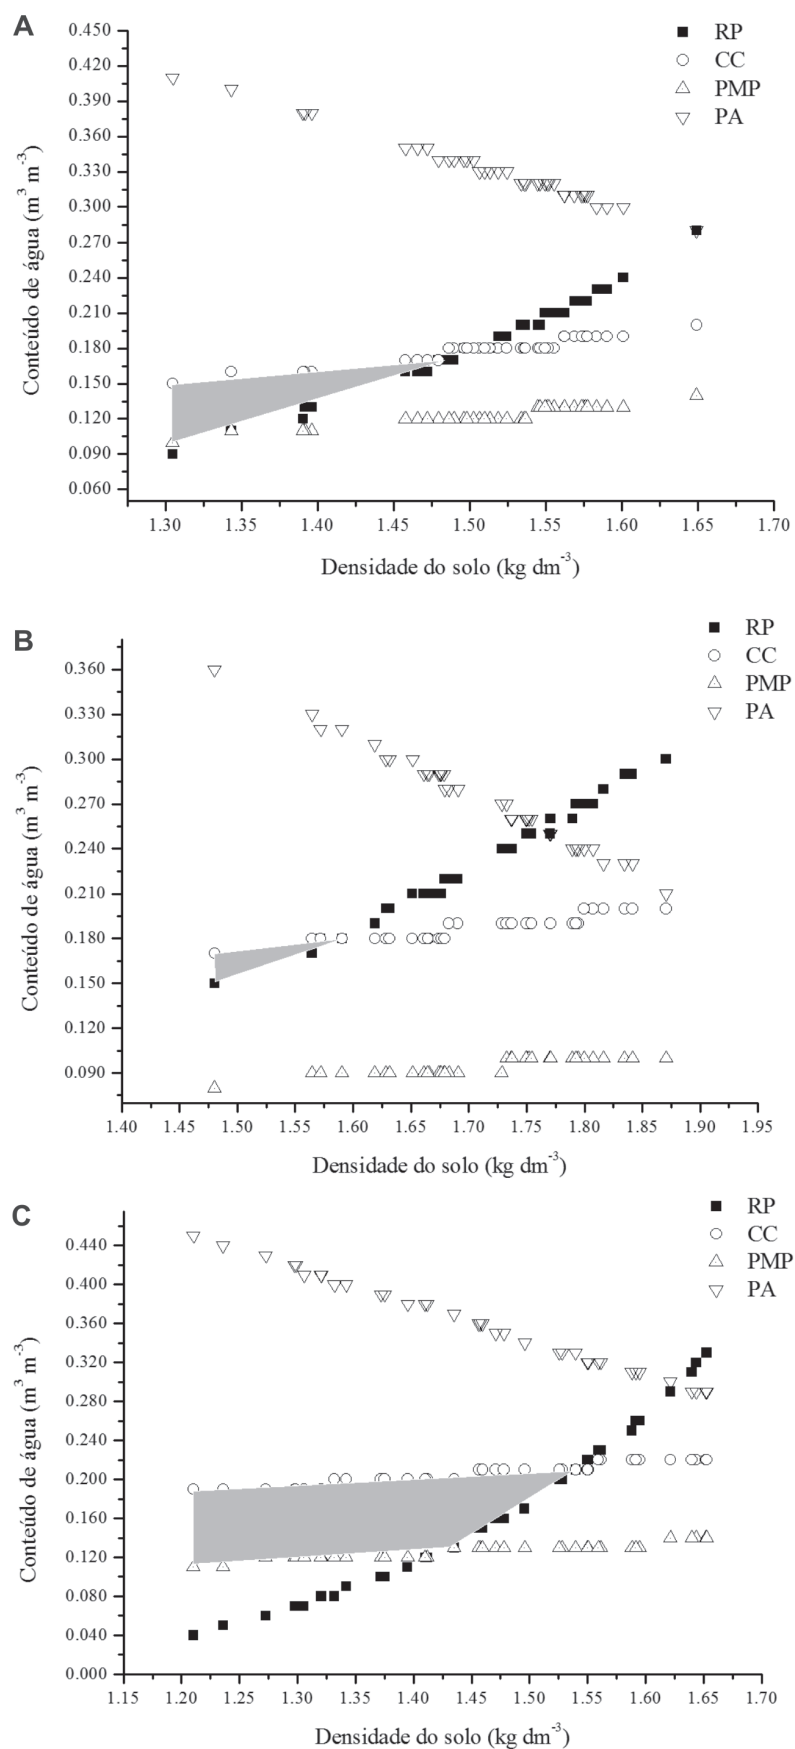 A
RP
CC
PMP
PA
0.450
0.420
0.390
0.360
0.330
0.300
0.270
0.240
0.210
0.180
0.150
0.120
0.090
0.060
Conteúdo de água (m³ m⁻³)
1.30 1.35 1.40 1.45 1.50 1.55 1.60 1.65 1.70
Densidade do solo (kg dm⁻³)
B
RP
CC
PMP
PA
0.360
0.330
0.300
0.270
0.240
0.210
0.180
0.150
0.120
0.090
Conteúdo de água (m³ m⁻³)
1.40 1.45 1.50 1.55 1.60 1.65 1.70 1.75 1.80 1.85 1.90 1.95
Densidade do solo (kg dm⁻³)
C
RP
CC
PMP
PA
0.440
0.400
0.360
0.320
0.280
0.240
0.200
0.160
0.120
0.080
0.040
0.000
Conteúdo de água (m³ m⁻³)
1.15 1.20 1.25 1.30 1.35 1.40 1.45 1.50 1.55 1.60 1.65 1.70
Densidade do solo (kg dm⁻³)